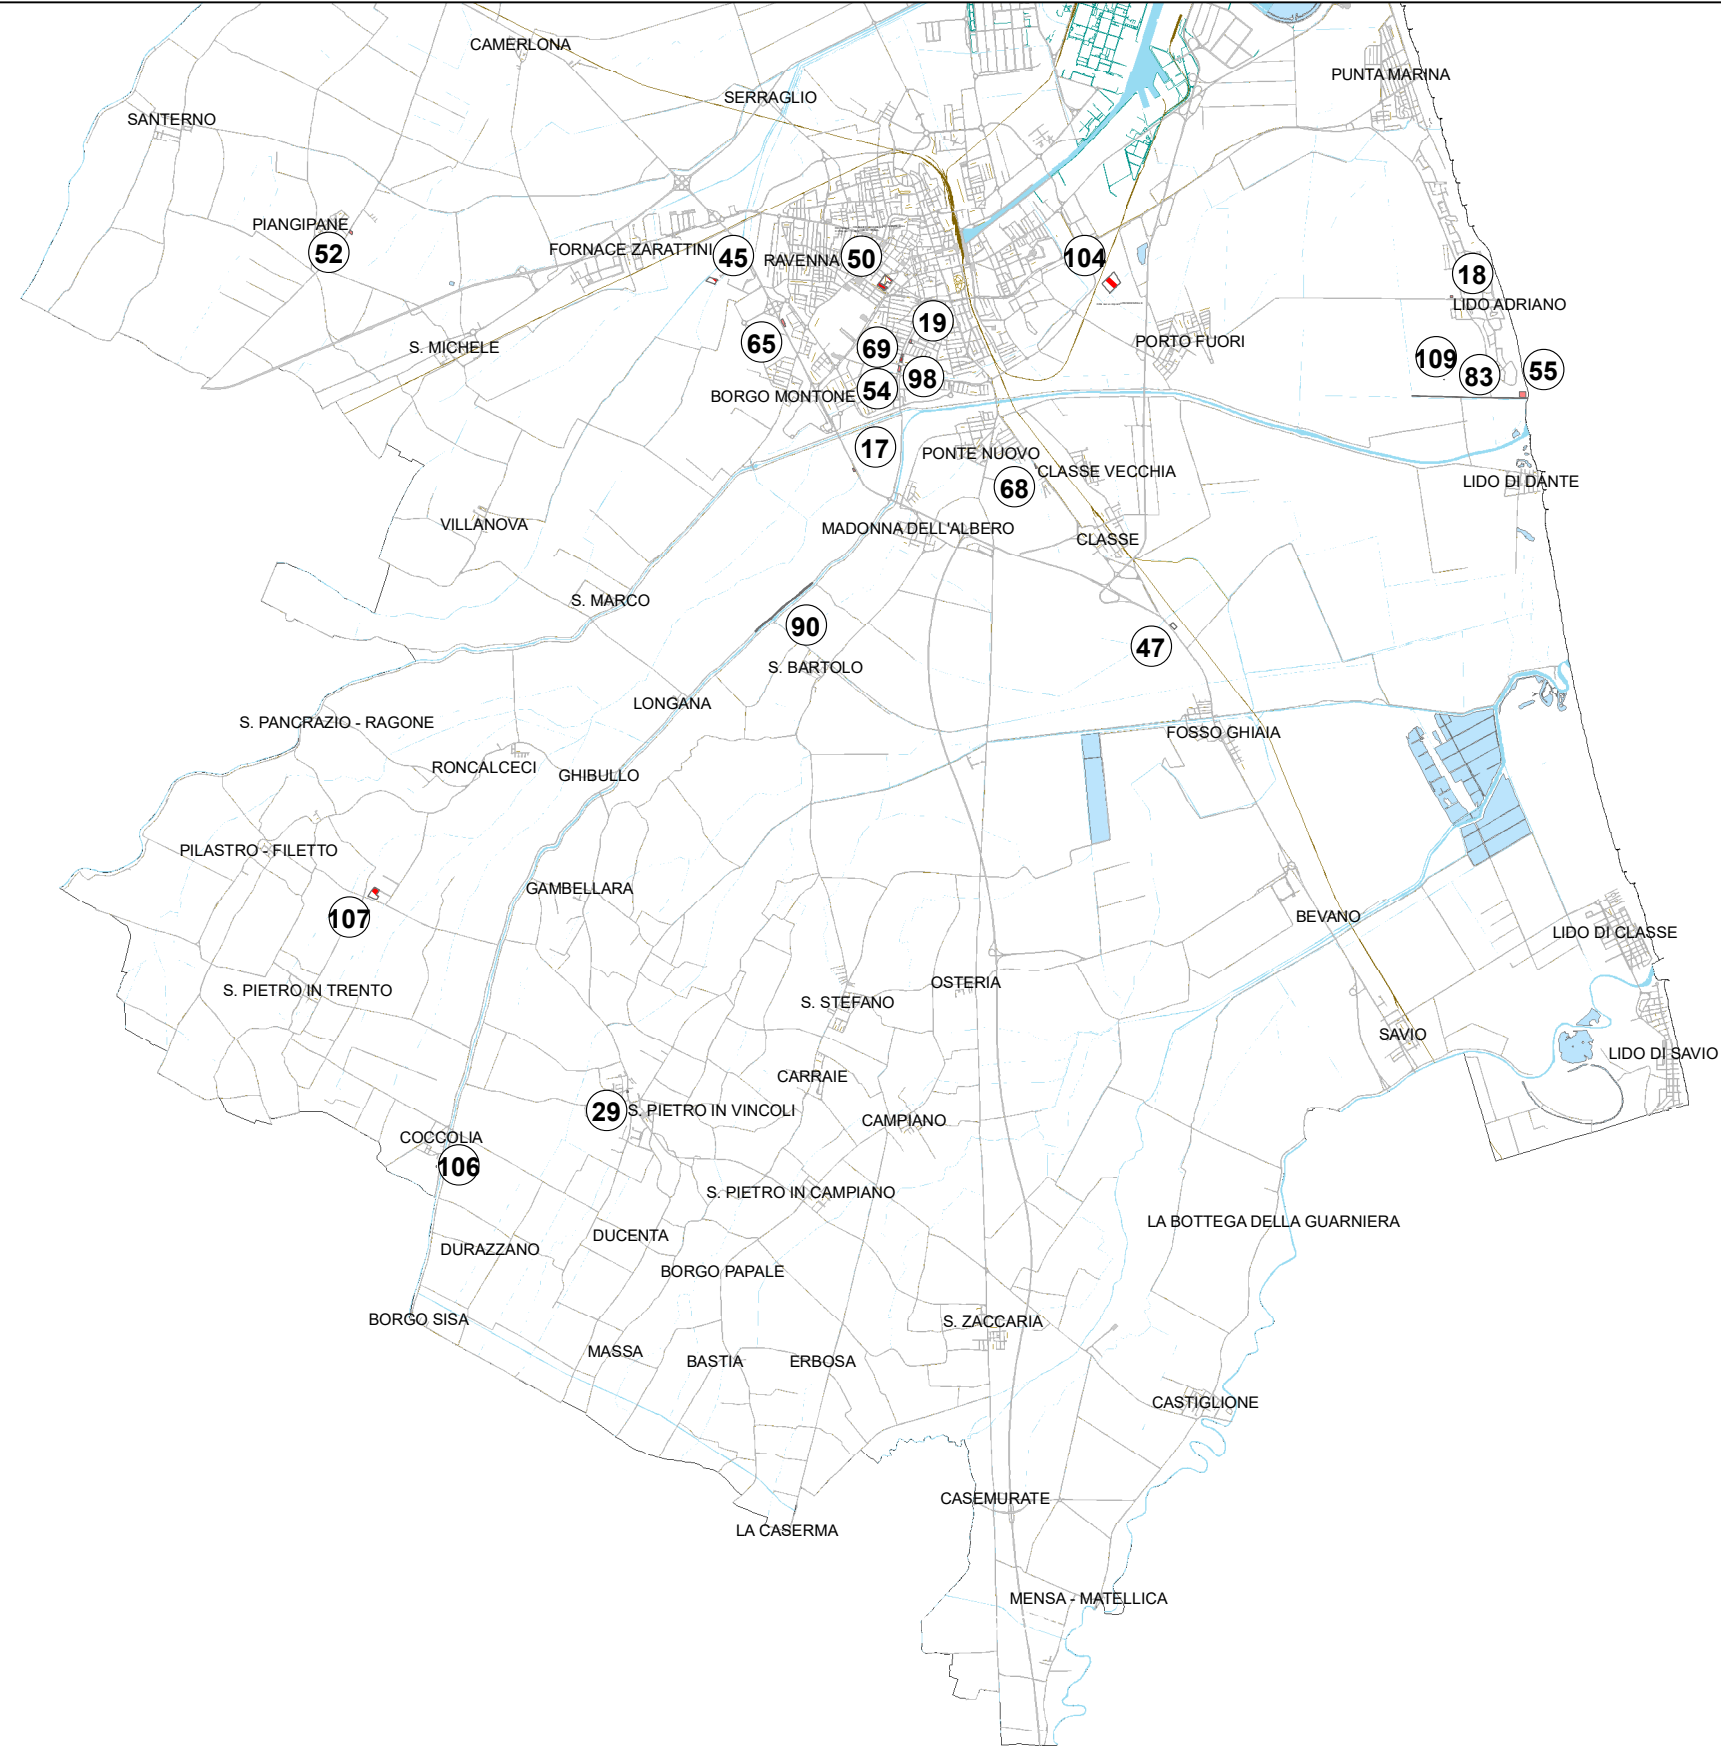 CAMERLONA
PUNTA MARINA
SERRAGLIO
SANTERNO
PIANGIPANE
52
FORNACE ZARATTINI
45
RAVENNA
50
104
18
LIDO ADRIANO
19
65
69
S. MICHELE
PORTO FUORI
109
83
55
98
54
BORGO MONTONE
17
PONTE NUOVO
CLASSE VECCHIA
68
LIDO DI DANTE
VILLANOVA
MADONNA DELL'ALBERO
CLASSE
S. MARCO
90
47
S. BARTOLO
LONGANA
S. PANCRAZIO - RAGONE
FOSSO GHIAIA
RONCALCECI
GHIBULLO
PILASTRO - FILETTO
GAMBELLARA
107
BEVANO
LIDO DI CLASSE
S. PIETRO IN TRENTO
OSTERIA
S. STEFANO
SAVIO
LIDO DI SAVIO
CARRAIE
29
S. PIETRO IN VINCOLI
CAMPIANO
COCCOLIA
106
S. PIETRO IN CAMPIANO
LA BOTTEGA DELLA GUARNIERA
DUCENTA
DURAZZANO
BORGO PAPALE
BORGO SISA
S. ZACCARIA
MASSA
BASTIA
ERBOSA
CASTIGLIONE
CASEMURATE
LA CASERMA
MENSA - MATELLICA